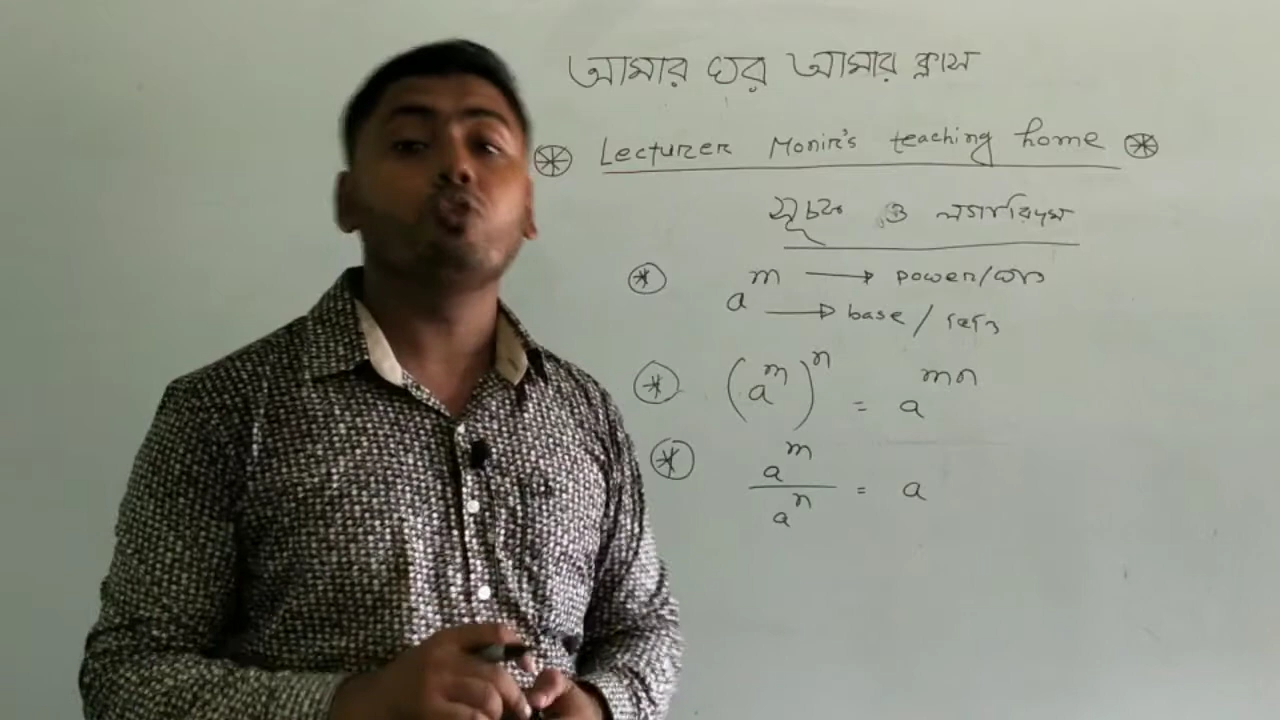 আমার ঘর আমার ক্লাস
Lecturer Monir's teaching home
সূচক ও লগারিদম
a^m → power/ঘাত
→ base /
(a^m)^n = a^{mn}
a^m / a^n = a